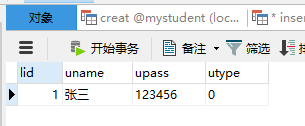 对象 creat @mystudent (loc... * inser
开始事务 备注 筛选
lid uname upass utype
1 张三 123456 0